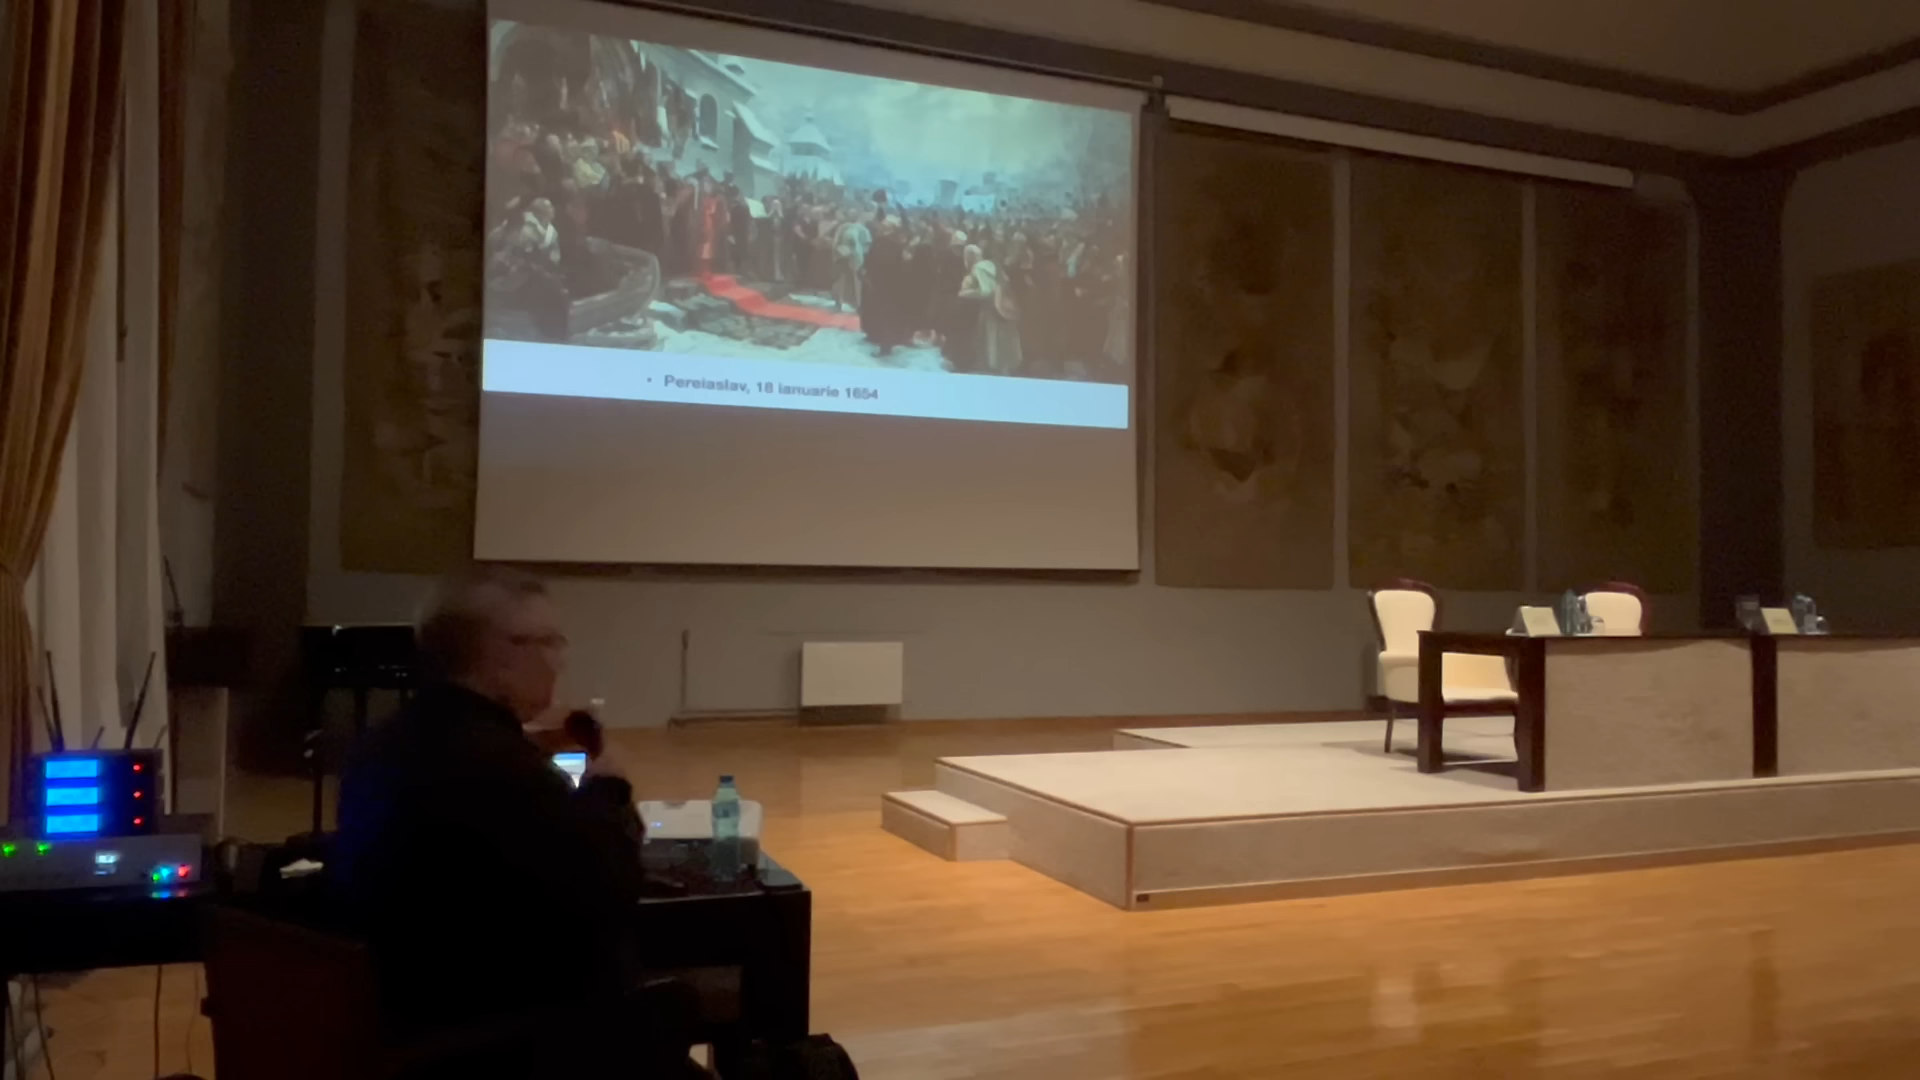 • Pereiaslav, 18 ianuarie 1654